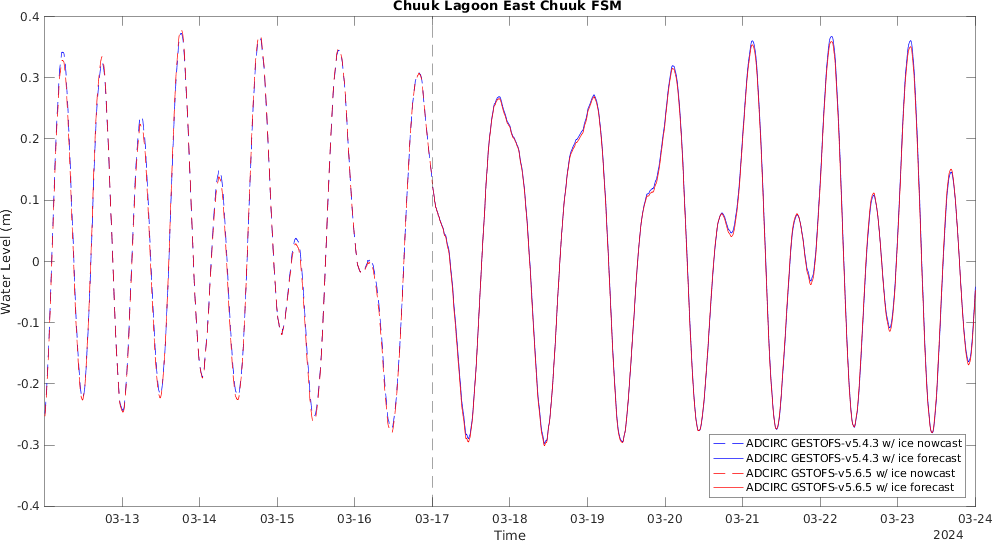 Chuuk Lagoon East Chuuk FSM
0.4
0.3
0.2
0.1
0
-0.1
-0.2
-0.3
-0.4
Water Level (m)
ADCIRC GESTOFS-v5.4.3 w/ ice nowcast
ADCIRC GESTOFS-v5.4.3 w/ ice forecast
ADCIRC GSTOFS-v5.6.5 w/ ice nowcast
ADCIRC GSTOFS-v5.6.5 w/ ice forecast
03-13 03-14 03-15 03-16 03-17 03-18 03-19 03-20 03-21 03-22 03-23 03-24
Time
2024